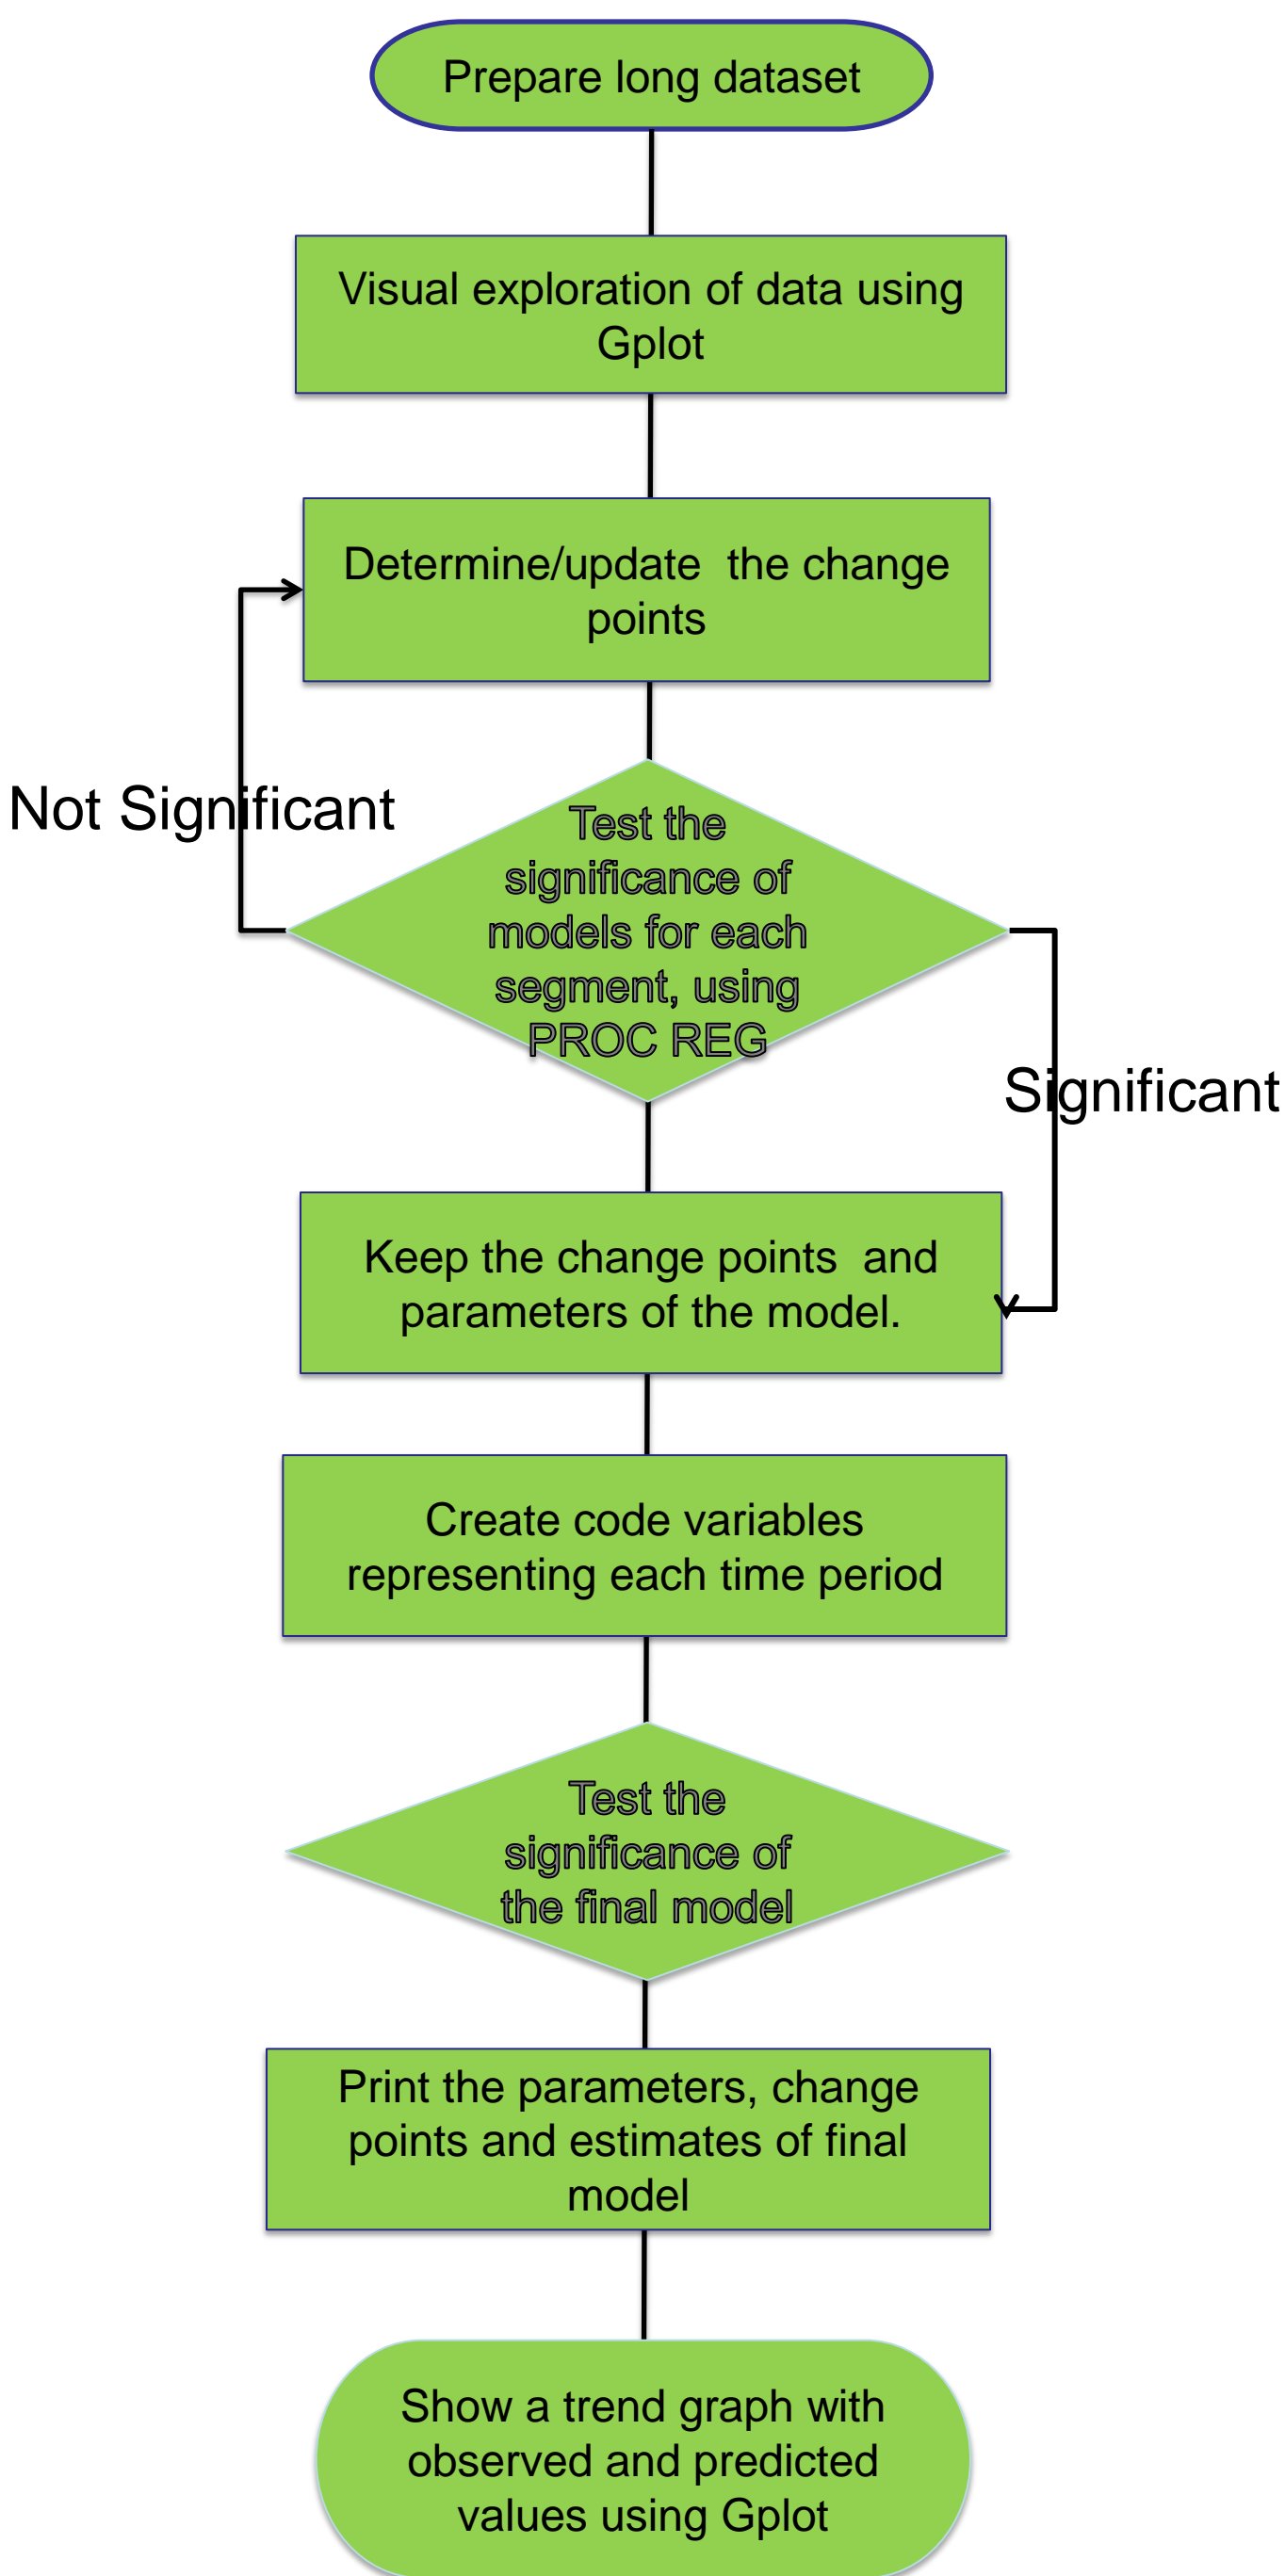 Prepare long dataset
Visual exploration of data using
Gplot
Determine/update  the change
points
Not Significant
Test the
significance of
models for each
segment, using
PROC REG
Significant
Keep the change points  and
parameters of the model.
Create code variables
representing each time period
Test the
significance of
the final model
Print the parameters, change
points and estimates of final
model
Show a trend graph with
observed and predicted
values using Gplot